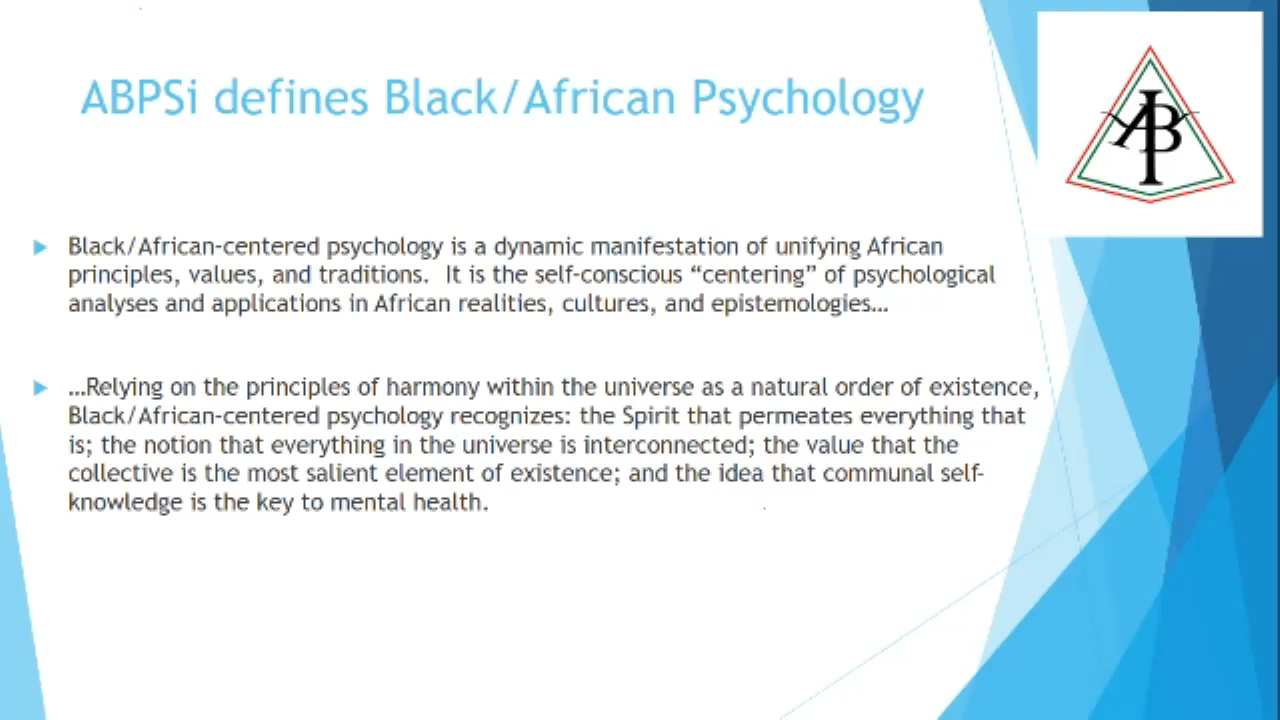 ABPSi defines Black/African Psychology
Black/African-centered psychology is a dynamic manifestation of unifying African
principles, values, and traditions.  It is the self-conscious “centering” of psychological
analyses and applications in African realities, cultures, and epistemologies…
…Relying on the principles of harmony within the universe as a natural order of existence,
Black/African-centered psychology recognizes: the Spirit that permeates everything that
is; the notion that everything in the universe is interconnected; the value that the
collective is the most salient element of existence; and the idea that communal self-
knowledge is the key to mental health.